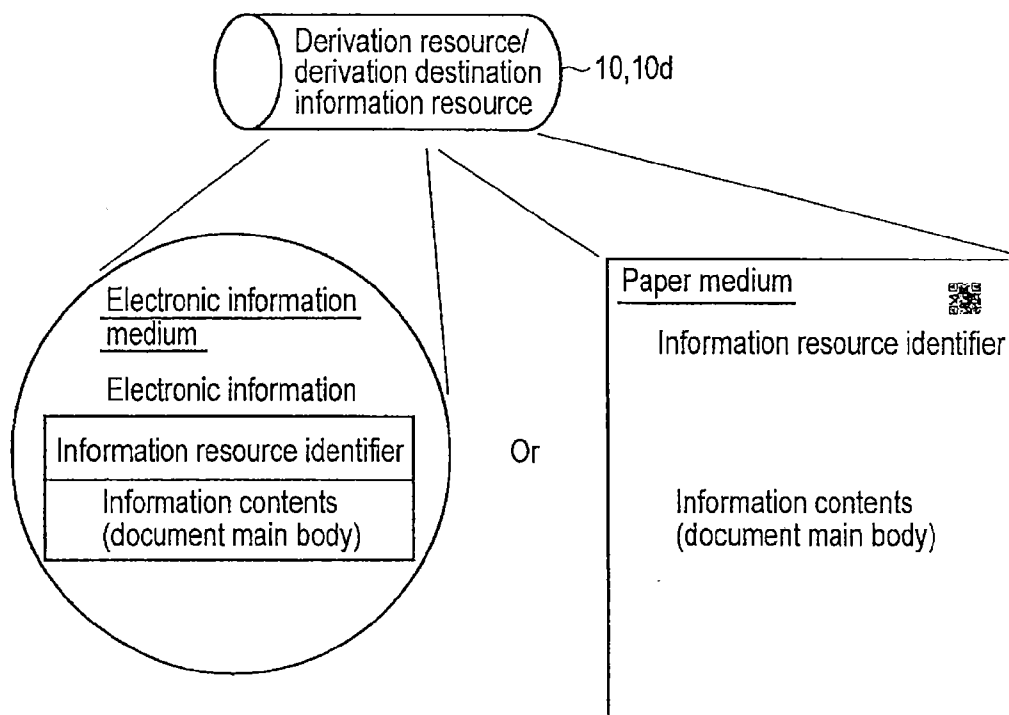 Derivation resource/
derivation destination
information resource
10,10d
Electronic information
medium
Electronic information
Information resource identifier
Information contents
(document main body)
Or
Paper medium
Information resource identifier
Information contents
(document main body)